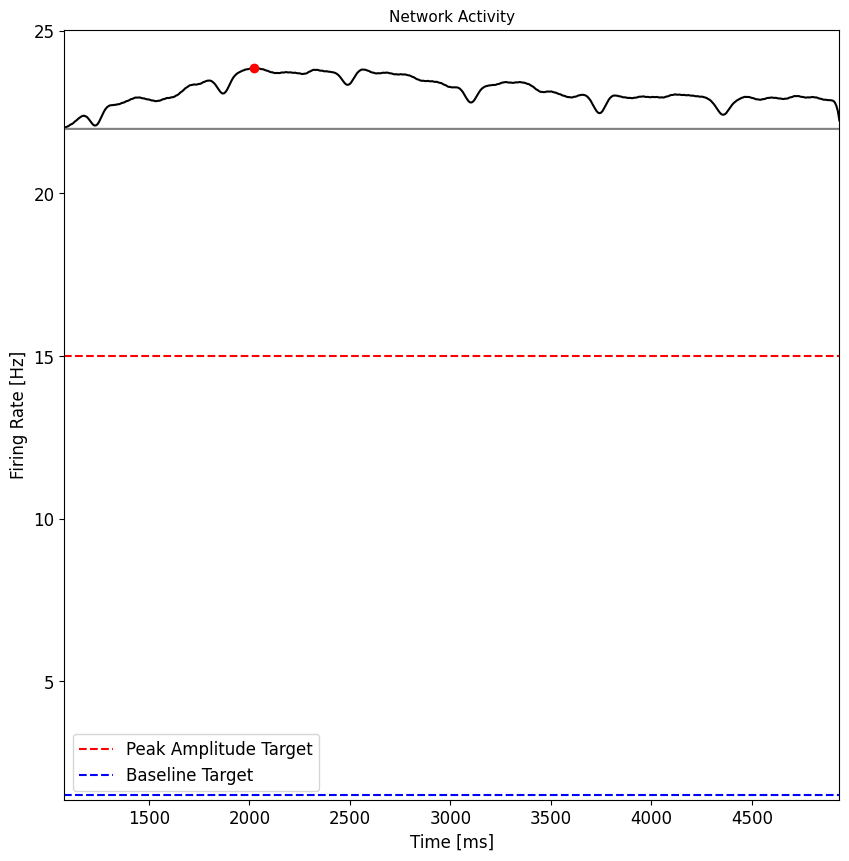 Network Activity
25
20
15
10
5
Firing Rate [Hz]
Peak Amplitude Target
Baseline Target
1500 2000 2500 3000 3500 4000 4500
Time [ms]